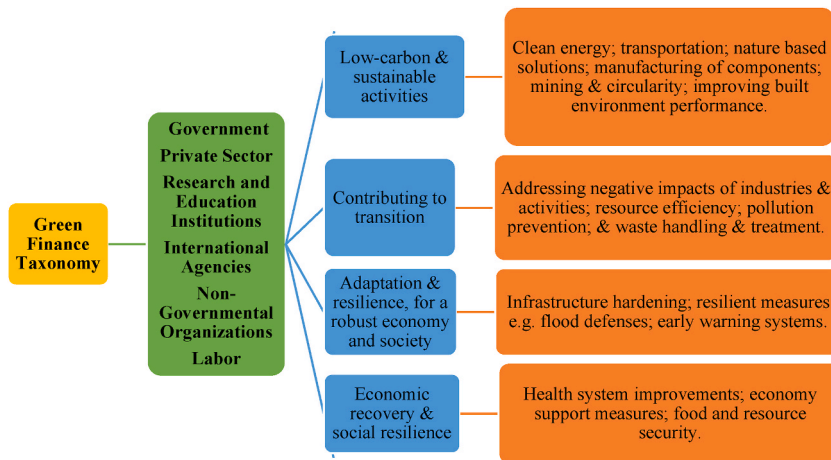 Green
Finance
Taxonomy
Government
Private Sector
Research and
Education
Institutions
International
Agencies
Non-
Governmental
Organizations
Labor
Low-carbon &
sustainable
activities
Clean energy; transportation; nature based
solutions; manufacturing of components;
mining & circularity; improving built
environment performance.
Contributing to
transition
Addressing negative impacts of industries &
activities; resource efficiency; pollution
prevention; & waste handling & treatment.
Adaptation &
resilience, for a
robust economy
and society
Infrastructure hardening; resilient measures
e.g. flood defenses; early warning systems.
Economic
recovery &
social resilience
Health system improvements; economy
support measures; food and resource
security.